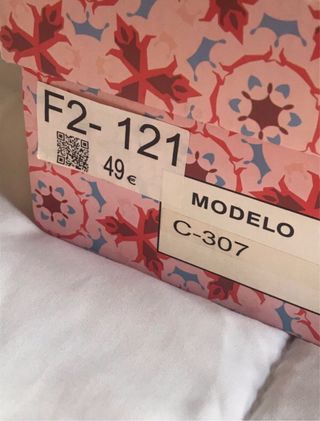 F2- 121
49 €
MODELO
C-307